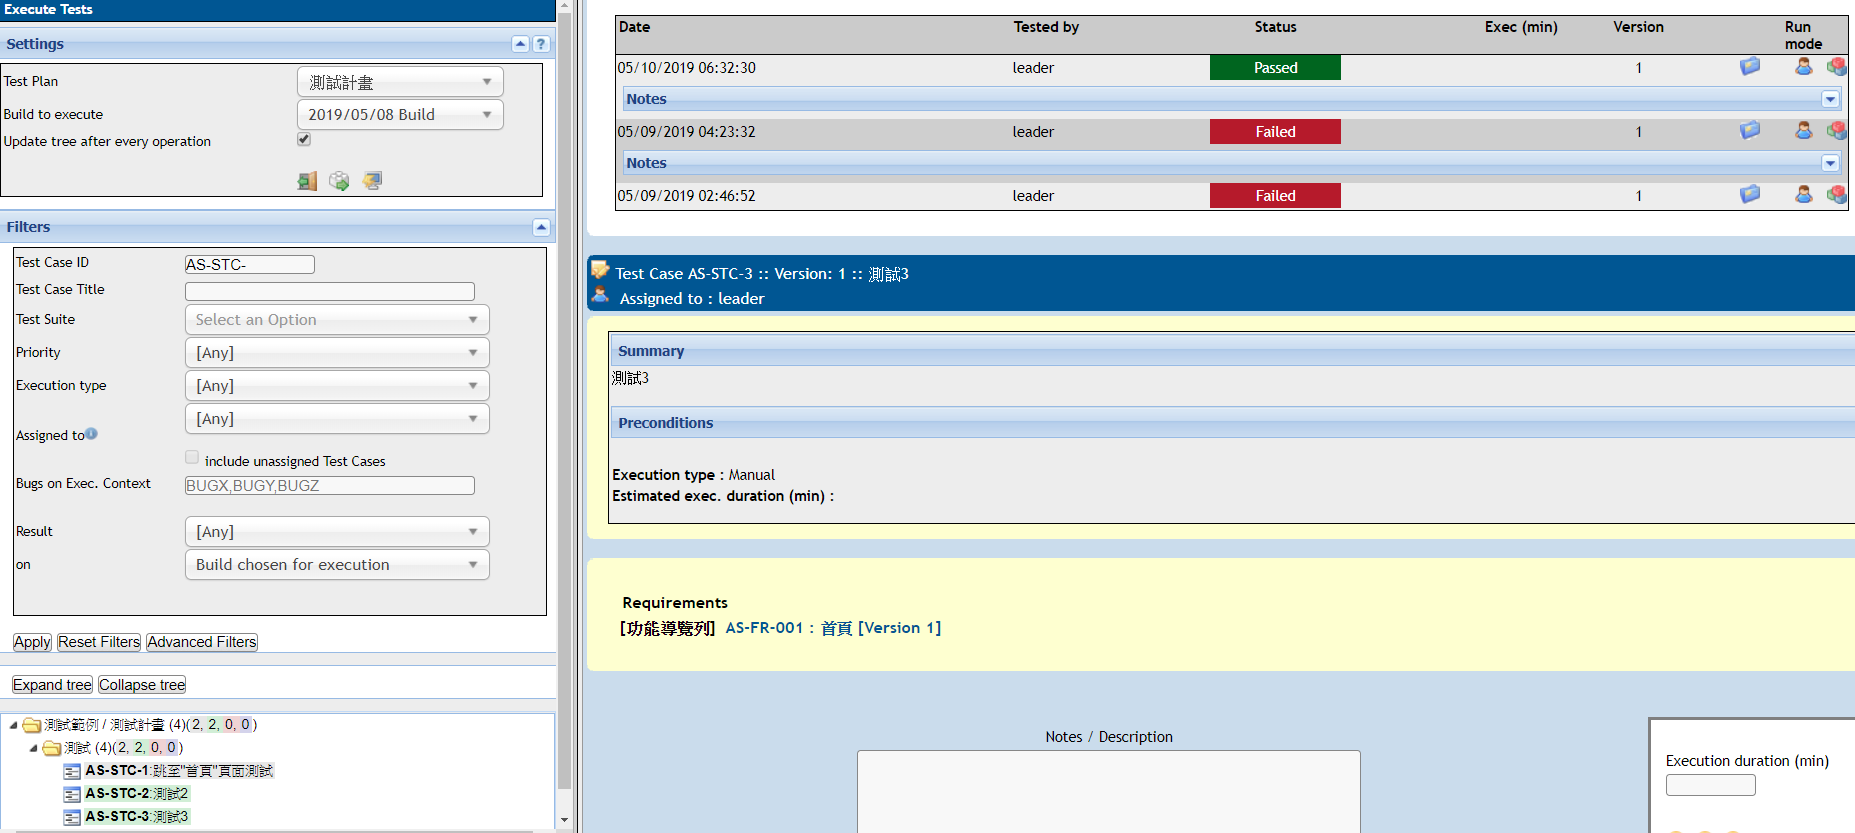 Execute Tests
Settings
?
Test Plan
測試計畫
Build to execute
2019/05/08 Build
Update tree after every operation
Filters
Test Case ID
AS-STC-
Test Case Title
Test Suite
Select an Option
Priority
[Any]
Execution type
[Any]
Assigned to
[Any]
include unassigned Test Cases
Bugs on Exec. Context
BUGX,BUGY,BUGZ
Result
[Any]
on
Build chosen for execution
Apply Reset Filters Advanced Filters
Expand tree Collapse tree
測試範例 / 測試計畫 (4)(2, 2, 0, 0)
測試 (4)(2, 2, 0, 0)
AS-STC-1:跳至"首頁"頁面測試
AS-STC-2:測試2
AS-STC-3:測試3
Date Tested by Status Exec (min) Version Run mode
05/10/2019 06:32:30 leader Passed 1
Notes
05/09/2019 04:23:32 leader Failed 1
Notes
05/09/2019 02:46:52 leader Failed 1
Test Case AS-STC-3 :: Version: 1 :: 測試3
Assigned to : leader
Summary
測試3
Preconditions
Execution type : Manual
Estimated exec. duration (min) :
Requirements
[功能導覽列] AS-FR-001 : 首頁 [Version 1]
Notes / Description
Execution duration (min)